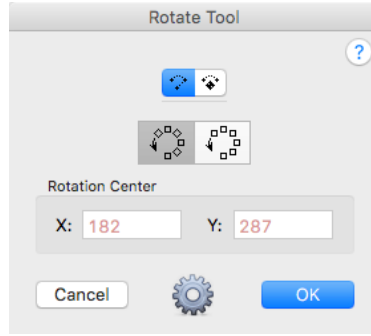 Rotate Tool
?
Rotation Center
X: 182 Y: 287
Cancel OK